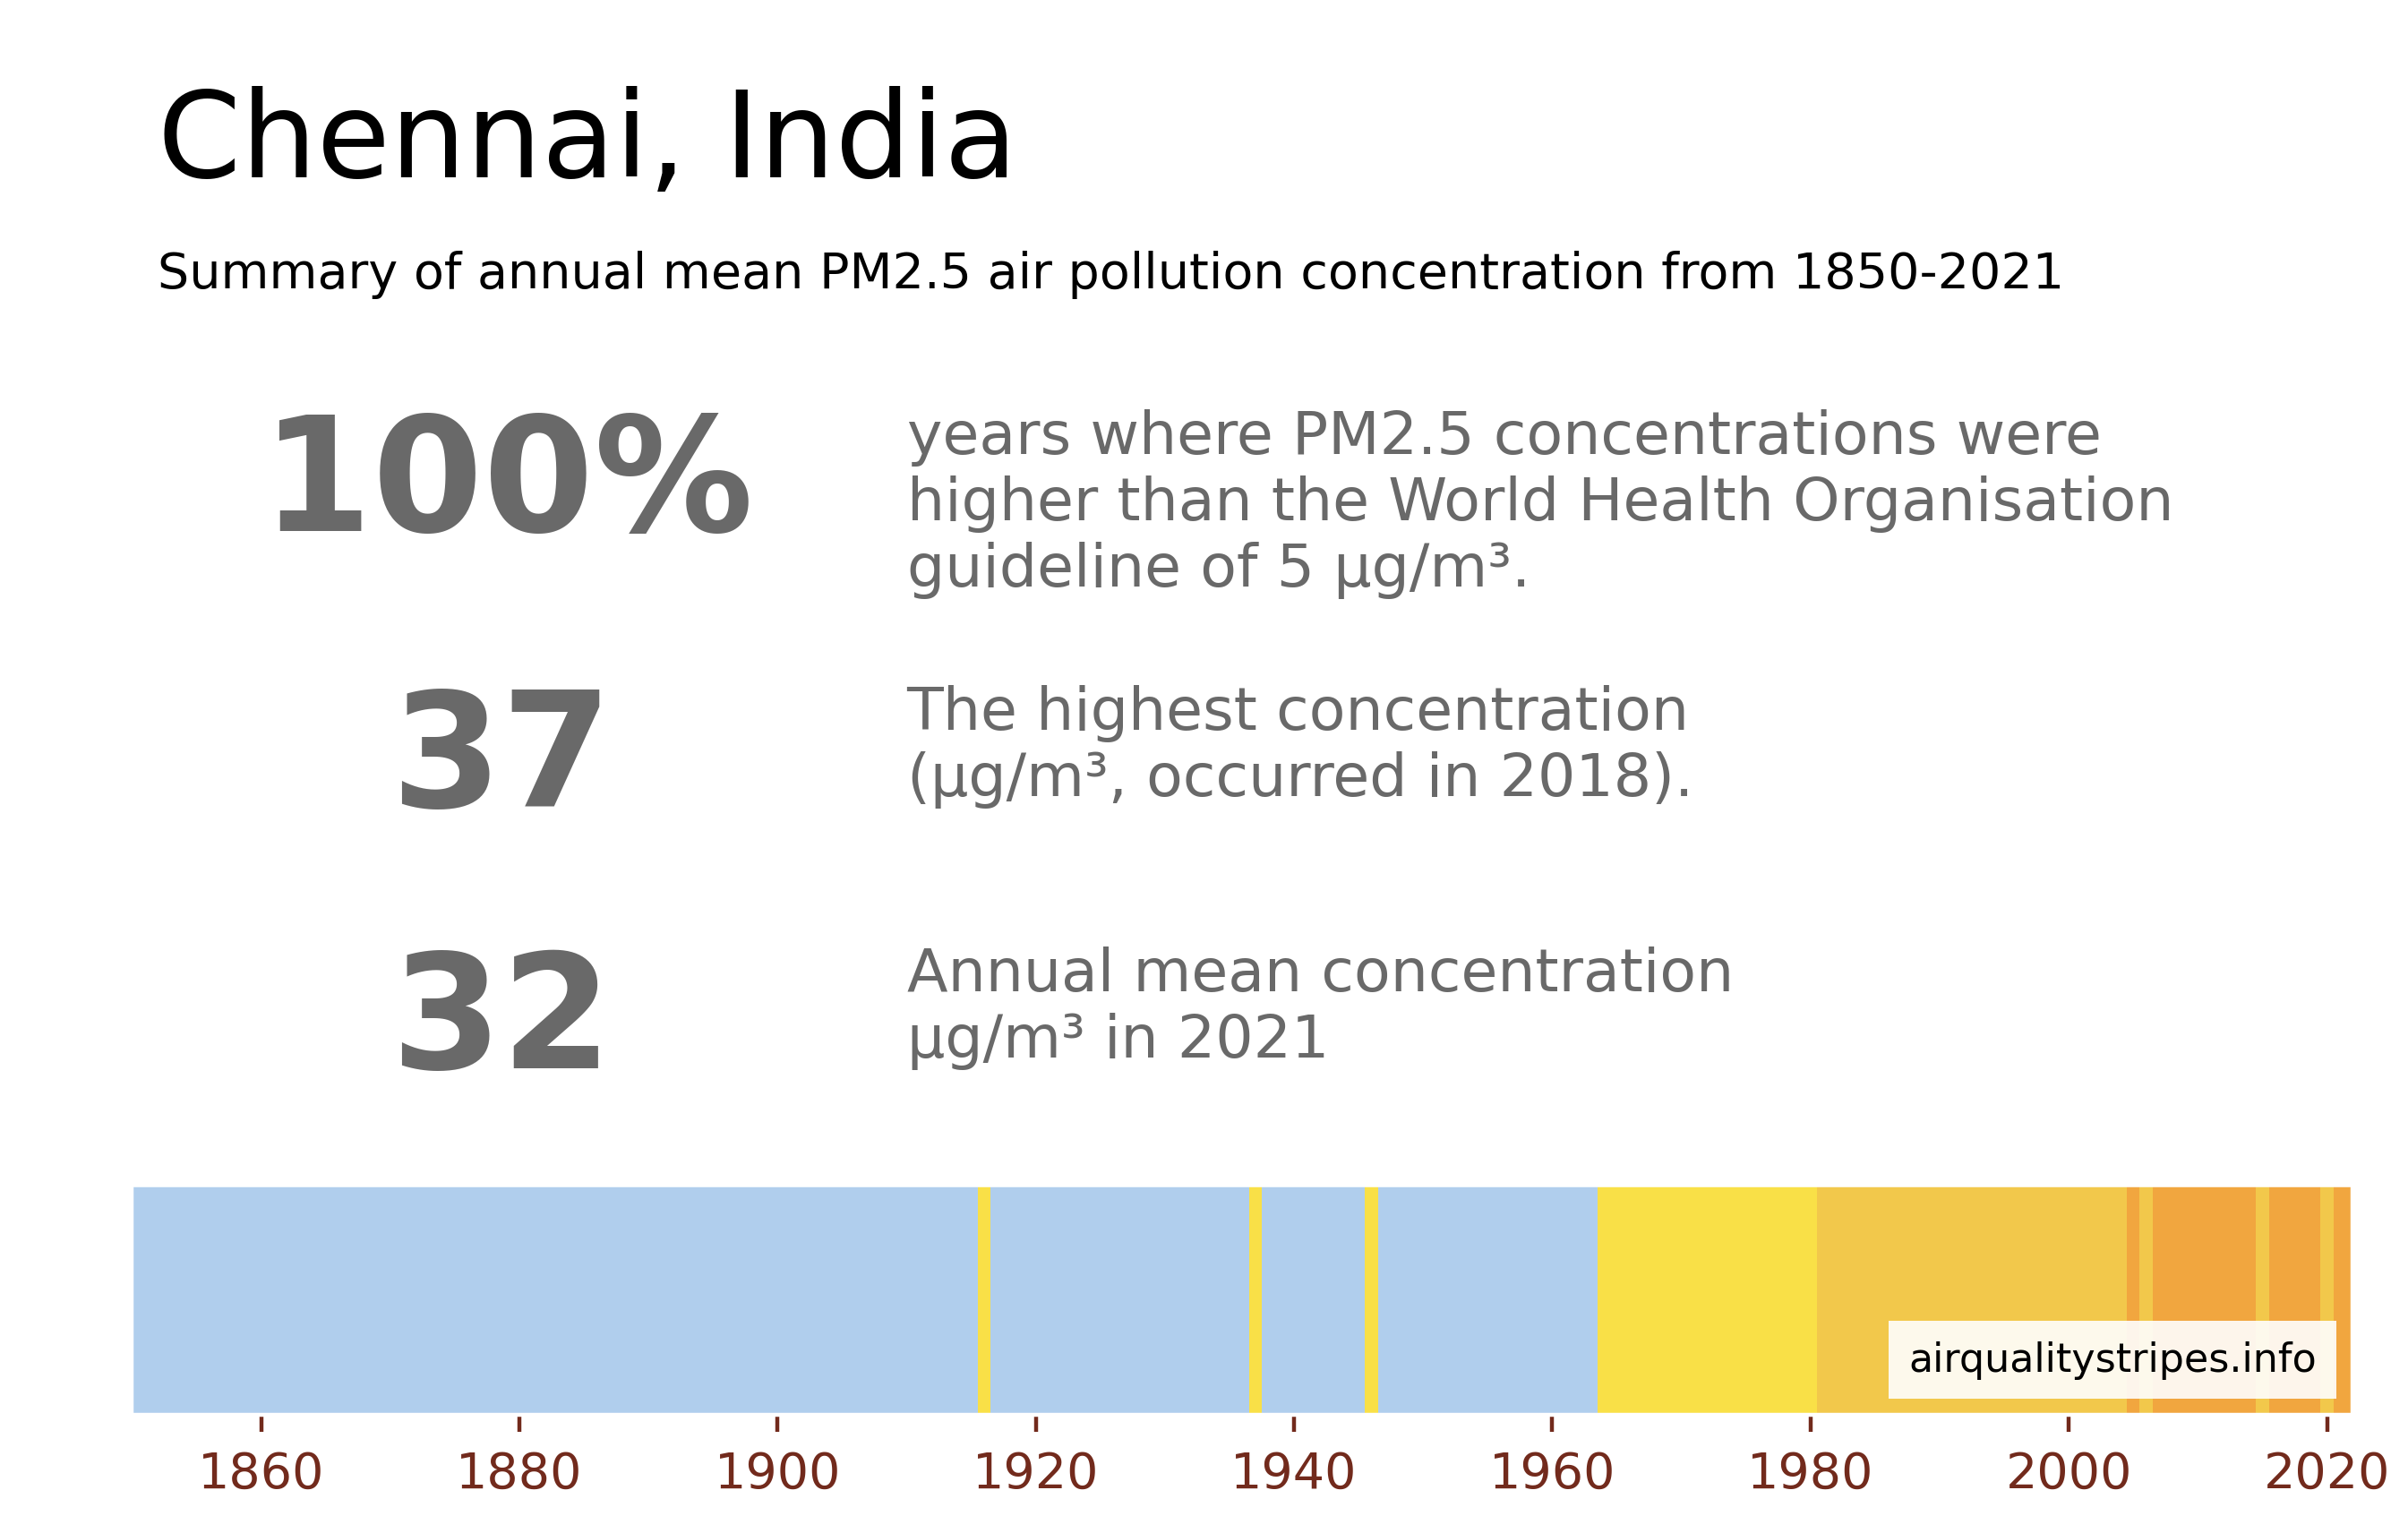 Chennai, India
Summary of annual mean PM2.5 air pollution concentration from 1850-2021
100%
years where PM2.5 concentrations were
higher than the World Health Organisation
guideline of 5 µg/m³.
37
The highest concentration
(µg/m³, occurred in 2018).
32
Annual mean concentration
µg/m³ in 2021
airqualitystripes.info
1860 1880 1900 1920 1940 1960 1980 2000 2020